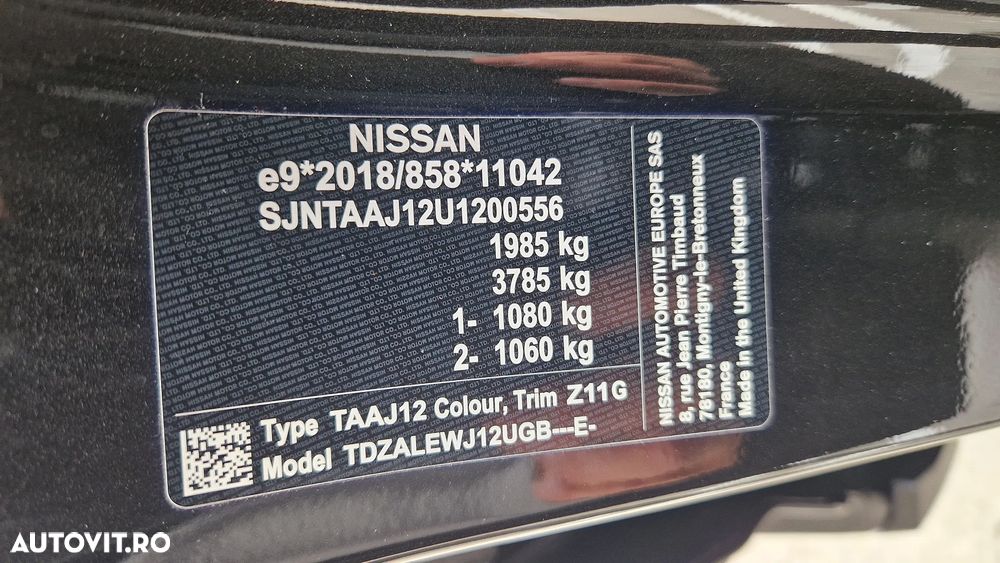 NISSAN
e9*2018/858*11042
SJNTAAJ12U1200556
1985 kg
3785 kg
1- 1080 kg
2- 1060 kg
Type TAAJ12 Colour, Trim Z11G
Model TDZALEWJ12UGB---E-
NISSAN AUTOMOTIVE EUROPE SAS
8, rue Jean Pierre Timbaud
78180, Montigny-le-Bretonneux
France
Made in the United Kingdom
AUTOVIT.RO